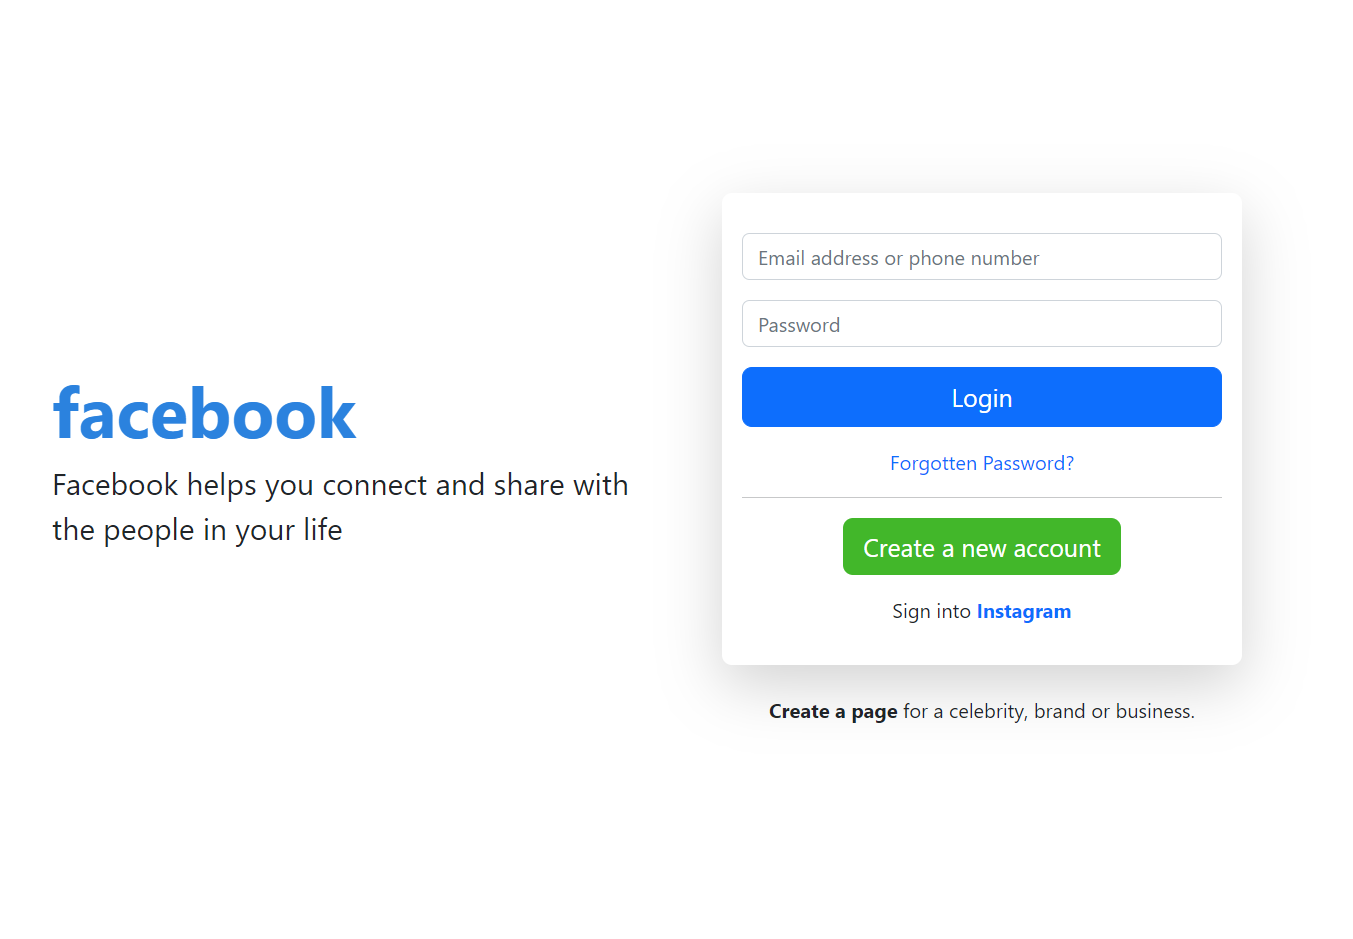 facebook
Facebook helps you connect and share with
the people in your life
Email address or phone number
Password
Login
Forgotten Password?
Create a new account
Sign into Instagram
Create a page for a celebrity, brand or business.